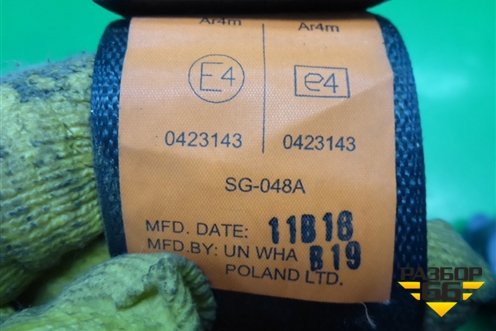 Ar4m Ar4m
E4 e4
0423143 0423143
SG-048A
MFD. DATE: 11B16
MFD.BY: UN WHA B19
POLAND LTD.
РАЗБОР
66